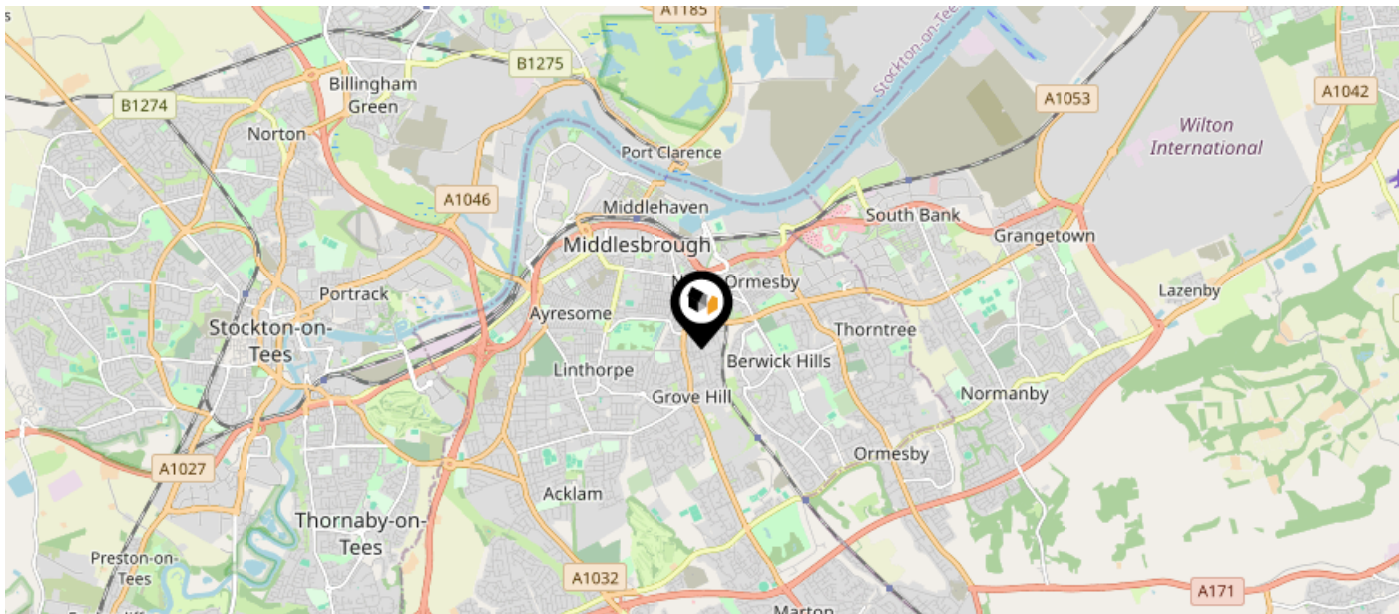 A1185
B1275
Billingham
Green
B1274
A1053
A1042
Norton
Wilton
International
Port Clarence
Stockton-on-Tee
A1046
Middlehaven
South Bank
Middlesbrough
Grangetown
Ormesby
Portrack
Lazenby
Ayresome
Stockton-on-
Tees
Thorntree
Linthorpe
Berwick Hills
Grove Hill
Normanby
A1027
Ormesby
Acklam
Thornaby-on-
Tees
Preston-on-
Tees
A1032
A171
Marton